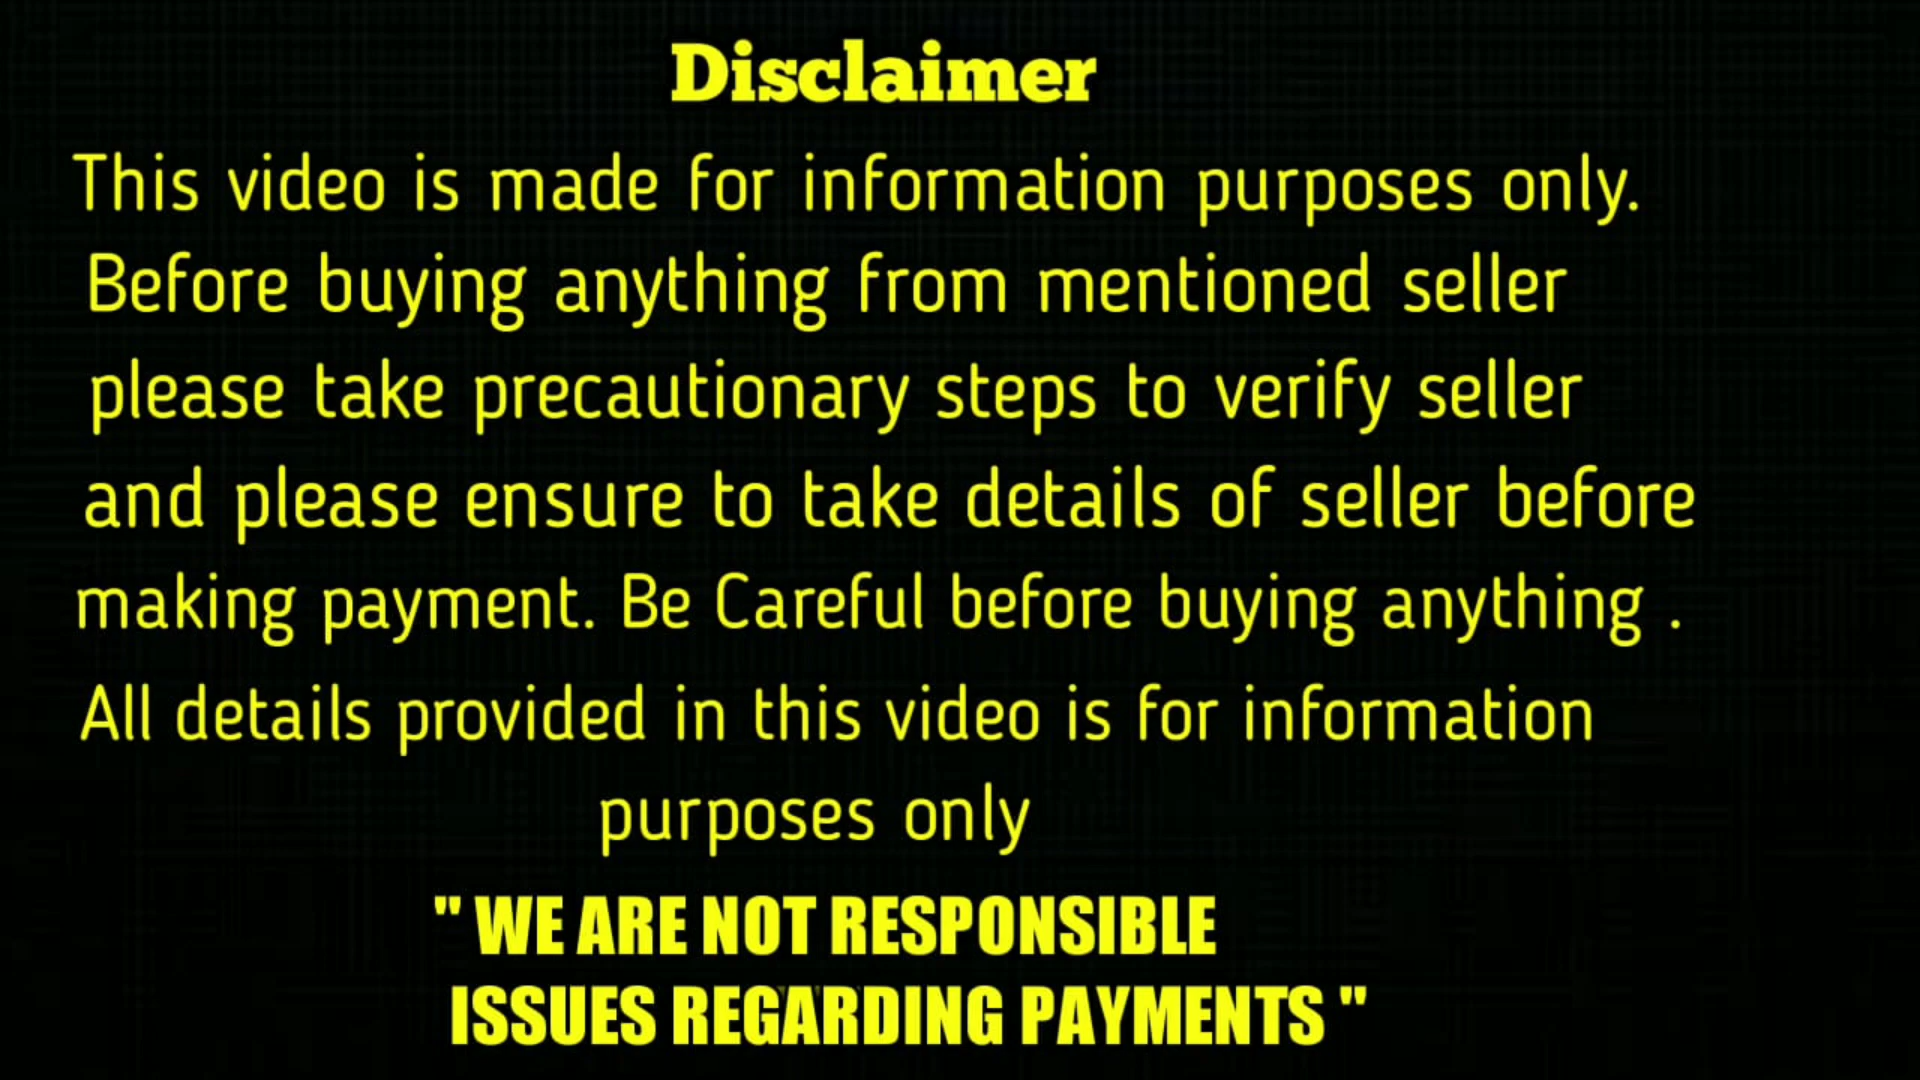 Disclaimer
This video is made for information purposes only.
Before buying anything from mentioned seller
please take precautionary steps to verify seller
and please ensure to take details of seller before
making payment. Be Careful before buying anything .
All details provided in this video is for information
purposes only
" WE ARE NOT RESPONSIBLE
ISSUES REGARDING PAYMENTS "